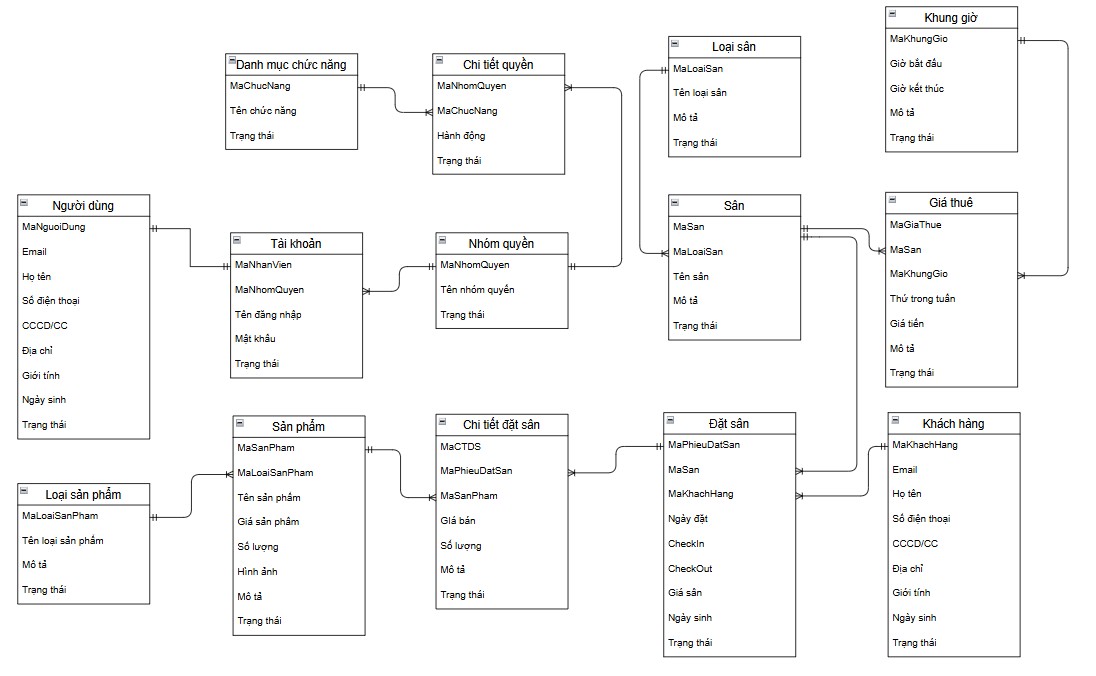 Danh mục chức năng
MaChucNang
Tên chức năng
Trạng thái
Chi tiết quyền
MaNhomQuyen
MaChucNang
Hành động
Trạng thái
Loại sân
MaLoaiSan
Tên loại sân
Mô tả
Trạng thái
Khung giờ
MaKhungGio
Giờ bắt đầu
Giờ kết thúc
Mô tả
Trạng thái
Người dùng
MaNguoiDung
Email
Họ tên
Số điện thoại
CCCD/CC
Địa chỉ
Giới tính
Ngày sinh
Trạng thái
Tài khoản
MaNhanVien
MaNhomQuyen
Tên đăng nhập
Mật khẩu
Trạng thái
Nhóm quyền
MaNhomQuyen
Tên nhóm quyền
Trạng thái
Sân
MaSan
MaLoaiSan
Tên sân
Mô tả
Trạng thái
Giá thuê
MaGiaThue
MaSan
MaKhungGio
Thứ trong tuần
Giá tiền
Mô tả
Trạng thái
Loại sản phẩm
MaLoaiSanPham
Tên loại sản phẩm
Mô tả
Trạng thái
Sản phẩm
MaSanPham
MaLoaiSanPham
Tên sản phẩm
Giá sản phẩm
Số lượng
Hình ảnh
Mô tả
Trạng thái
Chi tiết đặt sân
MaCTDS
MaPhieuDatSan
MaSanPham
GIá bán
Số lượng
Mô tả
Trạng thái
Đặt sân
MaPhieuDatSan
MaSan
MaKhachHang
Ngày đặt
CheckIn
CheckOut
Giá sân
Ngày sinh
Trạng thái
Khách hàng
MaKhachHang
Email
Họ tên
Số điện thoại
CCCD/CC
Địa chỉ
Giới tính
Ngày sinh
Trạng thái